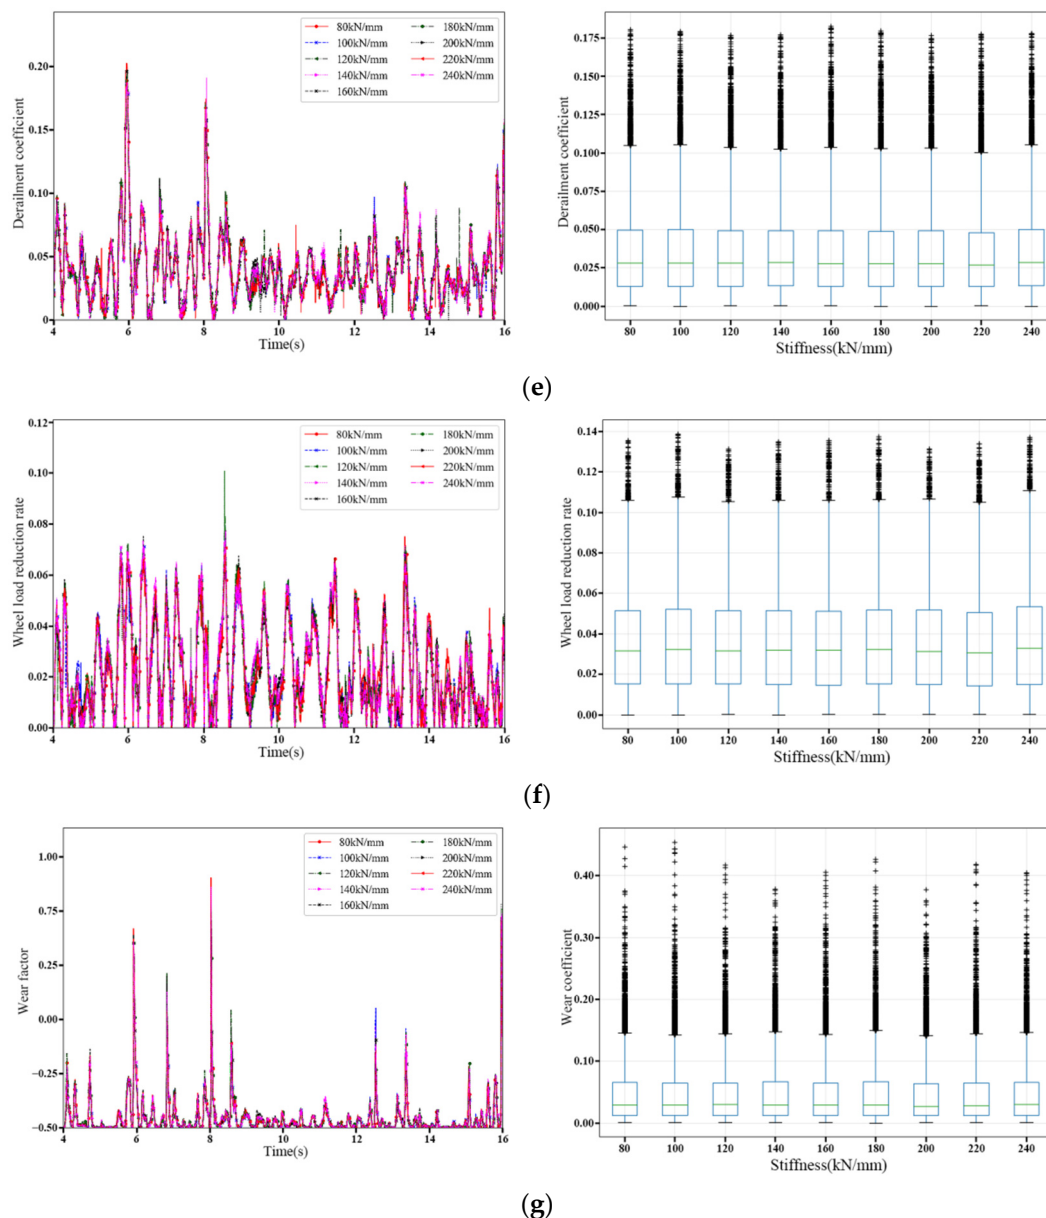 80kN/mm 180kN/mm
100kN/mm 200kN/mm
120kN/mm 220kN/mm
140kN/mm 240kN/mm
160kN/mm
Derailment coefficient
0.20
0.15
0.10
0.05
0
4 6 8 10 12 14 16
Time(s)
Derailment coefficient
0.175
0.150
0.125
0.100
0.075
0.050
0.025
0.000
80 100 120 140 160 180 200 220 240
Stiffness(kN/mm)
(e)
80kN/mm 180kN/mm
100kN/mm 200kN/mm
120kN/mm 220kN/mm
140kN/mm 240kN/mm
160kN/mm
Wheel load reduction rate
0.12
0.10
0.08
0.06
0.04
0.02
0.00
4 6 8 10 12 14 16
Time(s)
Wheel load reduction rate
0.14
0.12
0.10
0.08
0.06
0.04
0.02
0.00
80 100 120 140 160 180 200 220 240
Stiffness(kN/mm)
(f)
80kN/mm 180kN/mm
100kN/mm 200kN/mm
120kN/mm 220kN/mm
140kN/mm 240kN/mm
160kN/mm
Wear factor
1.00
0.75
0.25
0.00
−0.25
−0.50
4 6 8 10 12 14 16
Time(s)
Wear coefficient
0.40
0.30
0.20
0.10
0.00
80 100 120 140 160 180 200 220 240
Stiffness(kN/mm)
(g)